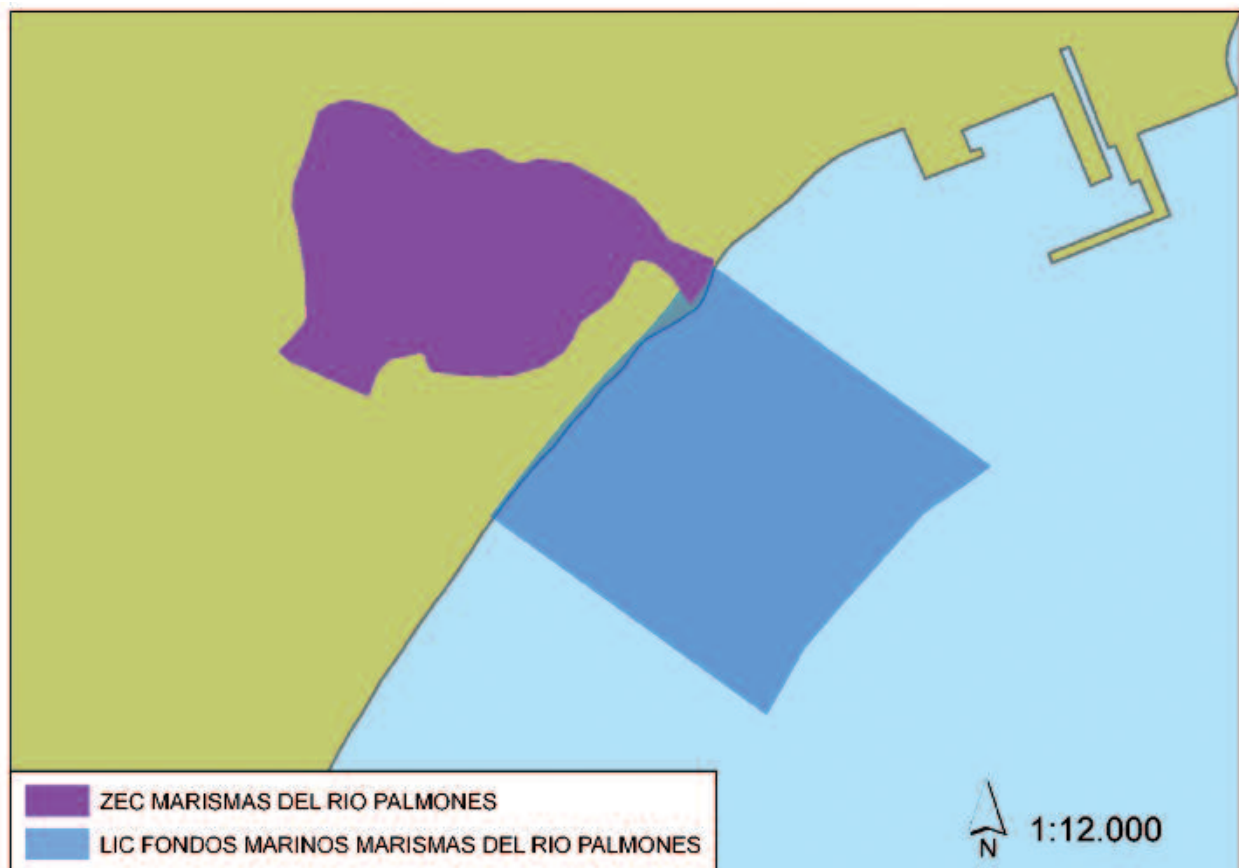 ZEC MARISMAS DEL RIO PALMONES
LIC FONDOS MARINOS MARISMAS DEL RIO PALMONES
N
1:12.000